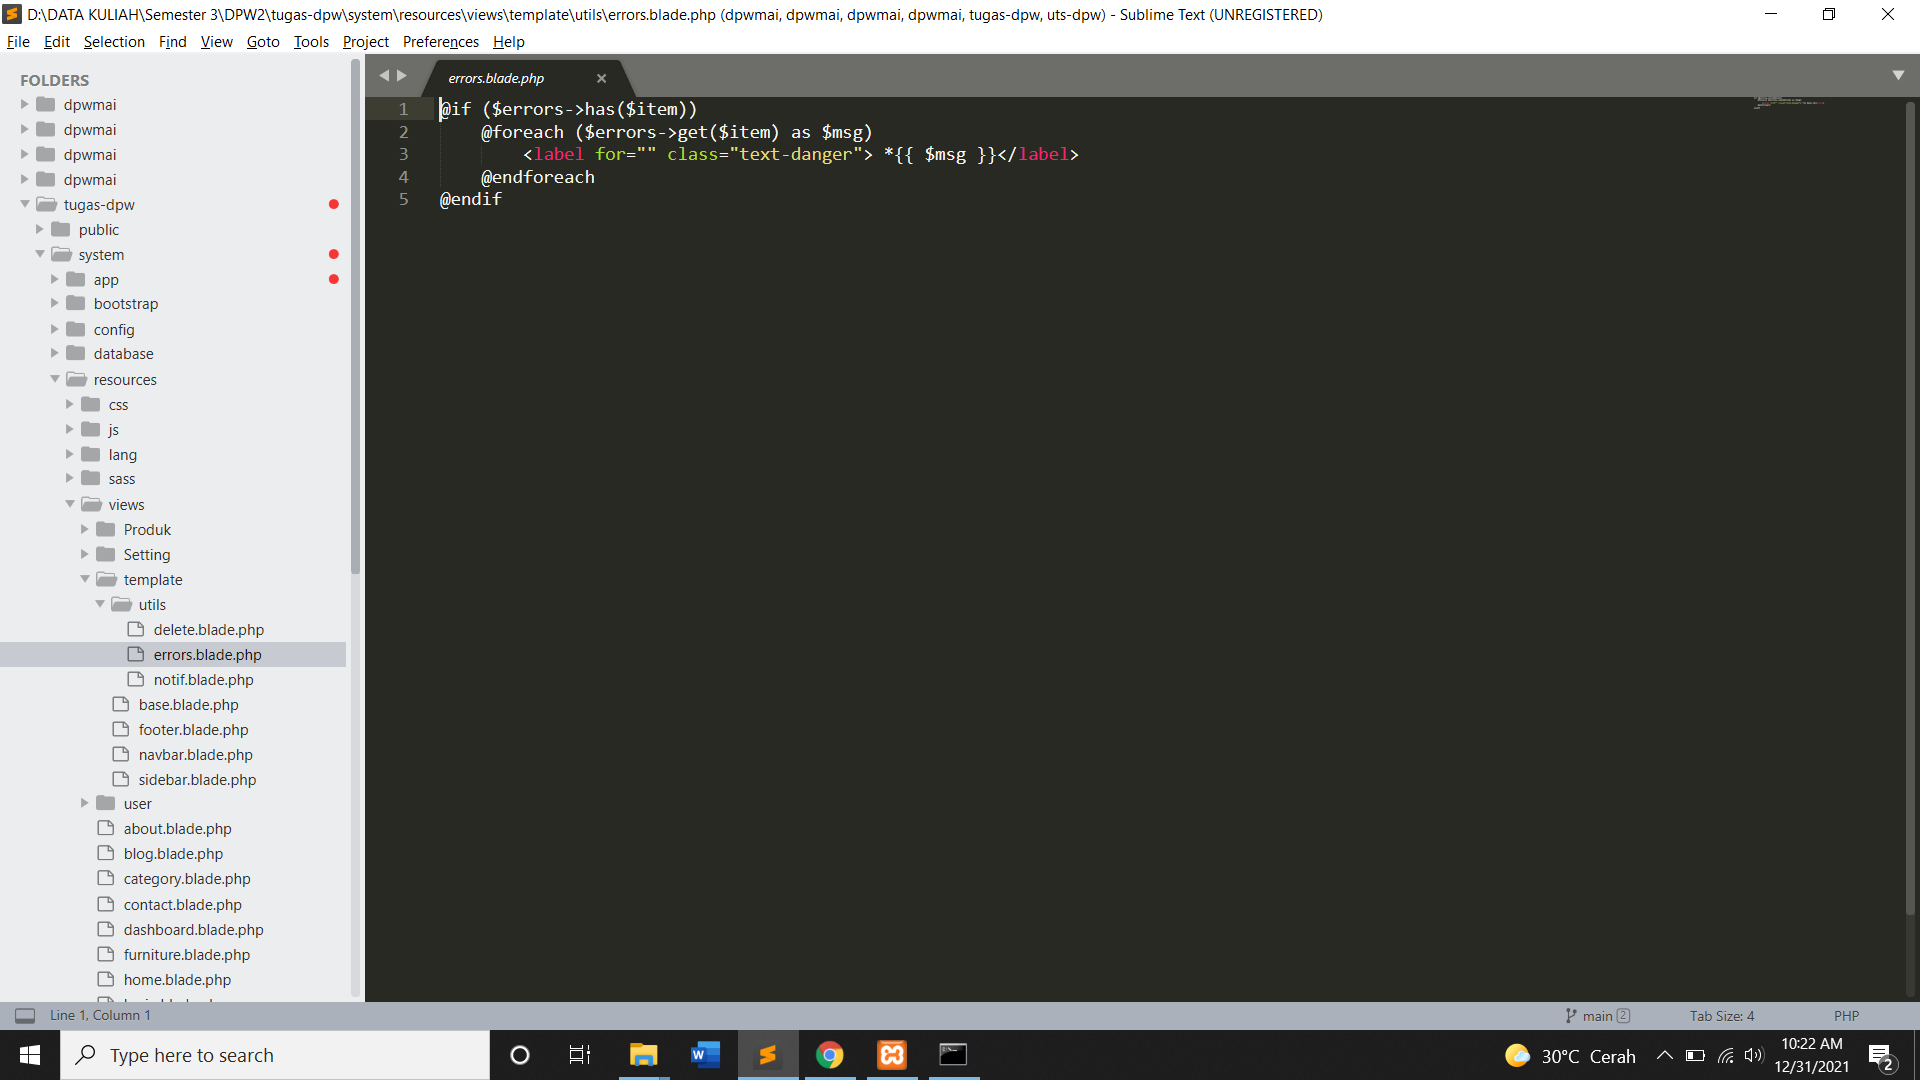 D:\DATA KULIAH\Semester 3\DPW2\tugas-dpw\system\resources\views\template\utils\errors.blade.php (dpwmai, dpwmai, dpwmai, dpwmai, tugas-dpw, uts-dpw) - Sublime Text (UNREGISTERED)
File Edit Selection Find View Goto Tools Project Preferences Help
FOLDERS
dpwmai
dpwmai
dpwmai
dpwmai
tugas-dpw
public
system
app
bootstrap
config
database
resources
css
js
lang
sass
views
Produk
Setting
template
utils
delete.blade.php
errors.blade.php
notif.blade.php
base.blade.php
footer.blade.php
navbar.blade.php
sidebar.blade.php
user
about.blade.php
blog.blade.php
category.blade.php
contact.blade.php
dashboard.blade.php
furniture.blade.php
home.blade.php
errors.blade.php
1 @if ($errors->has($item))
2 @foreach ($errors->get($item) as $msg)
3 <label for="" class="text-danger"> *{{ $msg }}</label>
4 @endforeach
5 @endif
Line 1, Column 1
main 2
Tab Size: 4
PHP
Type here to search
30°C Cerah
10:22 AM
12/31/2021
2